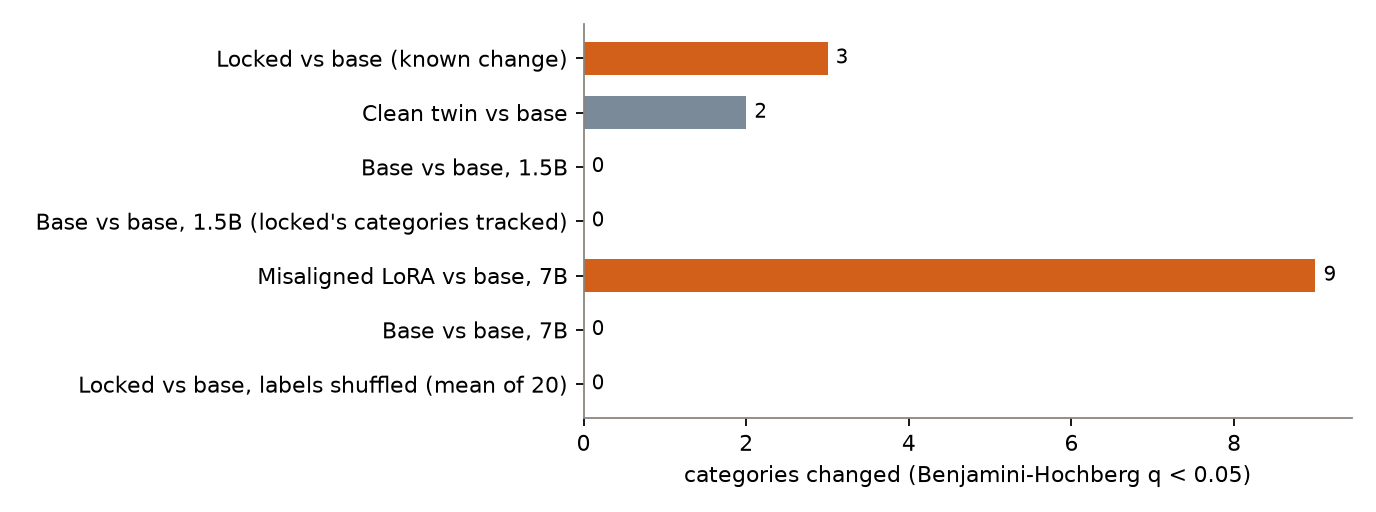 Locked vs base (known change)
3
Clean twin vs base
2
Base vs base, 1.5B
0
Base vs base, 1.5B (locked's categories tracked)
0
Misaligned LoRA vs base, 7B
9
Base vs base, 7B
0
Locked vs base, labels shuffled (mean of 20)
0
0 2 4 6 8
categories changed (Benjamini-Hochberg q < 0.05)